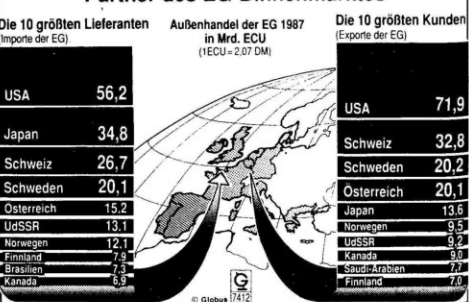 Partner des EG-Binnenmarktes
Die 10 größten Lieferanten
(Importe der EG)
USA 56,2
Japan 34,8
Schweiz 26,7
Schweden 20,1
Österreich 15.2
UdSSR 13.1
Norwegen 12.1
Finnland 7.9
Brasilien 7.3
Kanada 6.9
Außenhandel der EG 1987
in Mrd. ECU
(1ECU = 2,07 DM)
© Globus 7412
Die 10 größten Kunden
(Exporte der EG)
USA 71,9
Schweiz 32,8
Schweden 20,2
Österreich 20,1
Japan 13,6
Norwegen 9,5
UdSSR 9,2
Kanada 9,0
Saudi-Arabien 7,7
Finnland 7,0